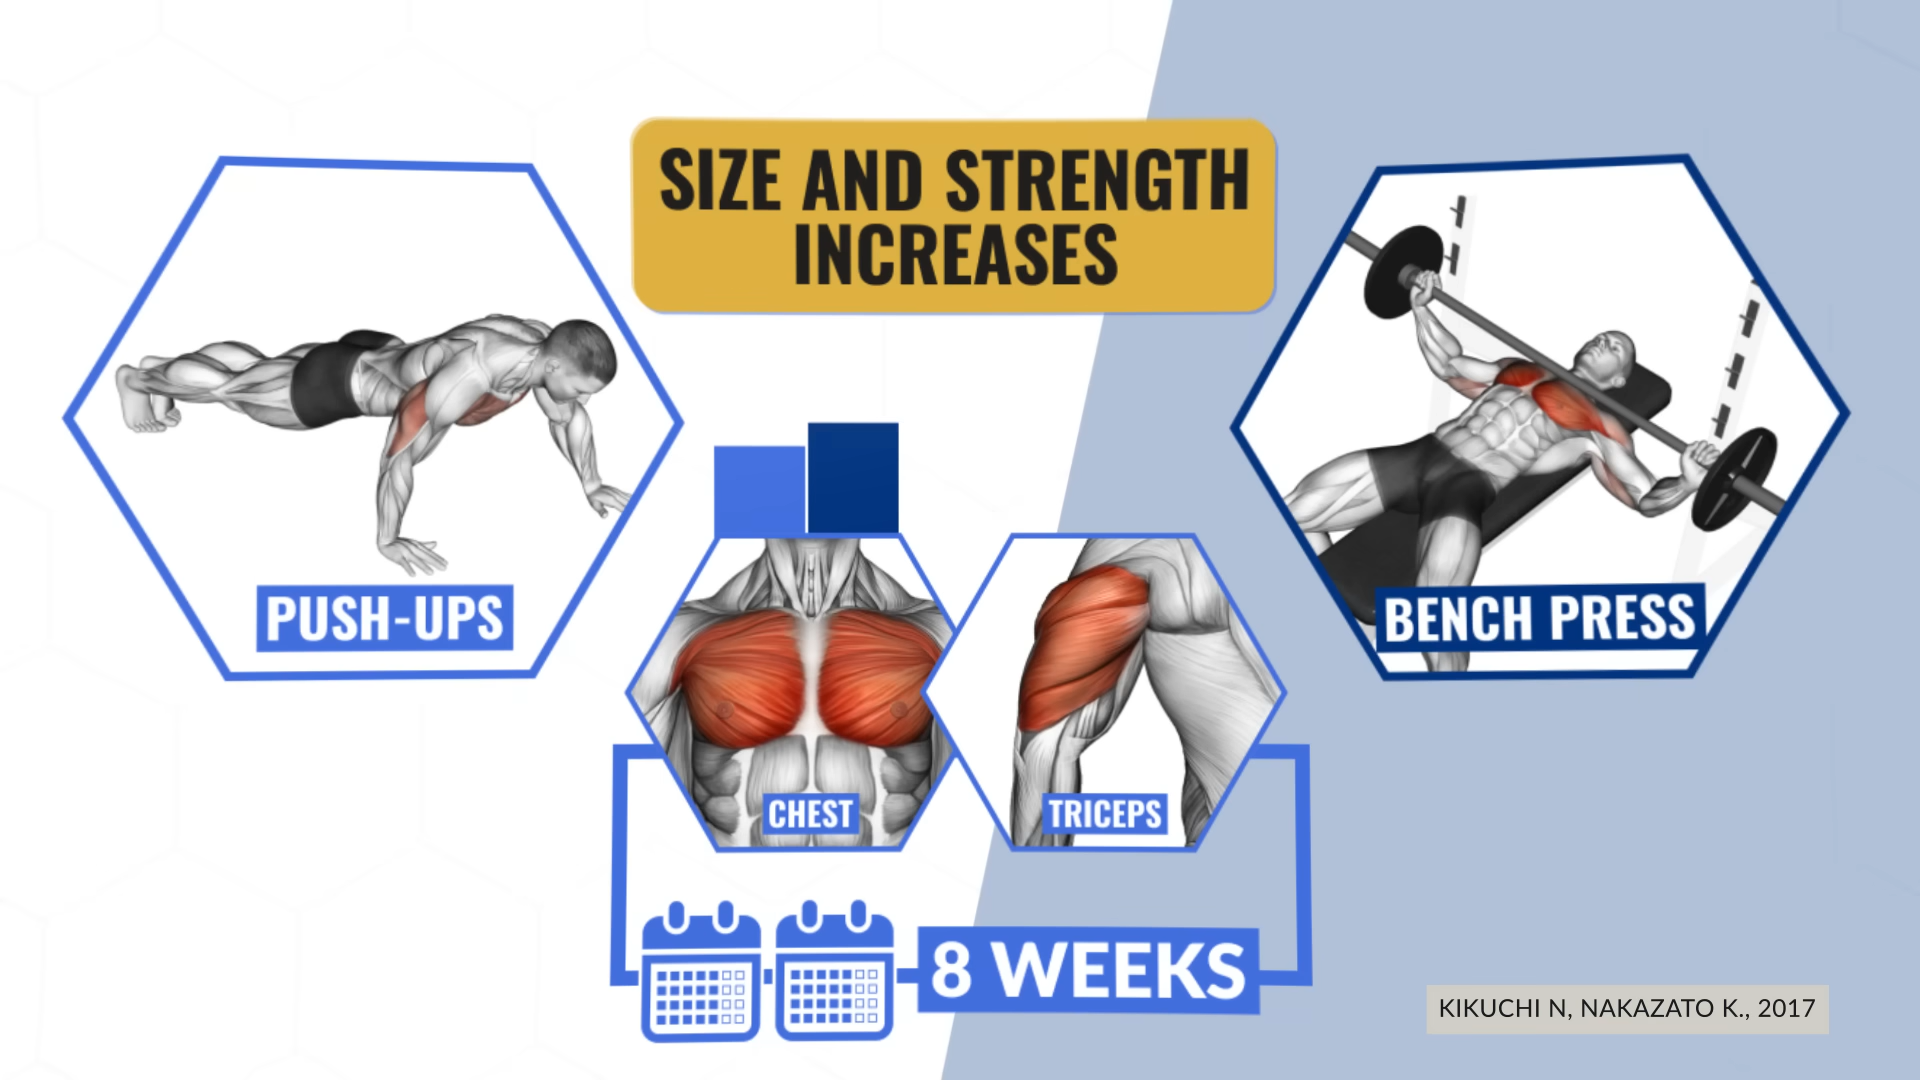 SIZE AND STRENGTH
INCREASES
PUSH-UPS
BENCH PRESS
CHEST
TRICEPS
8 WEEKS
KIKUCHI N, NAKAZATO K., 2017